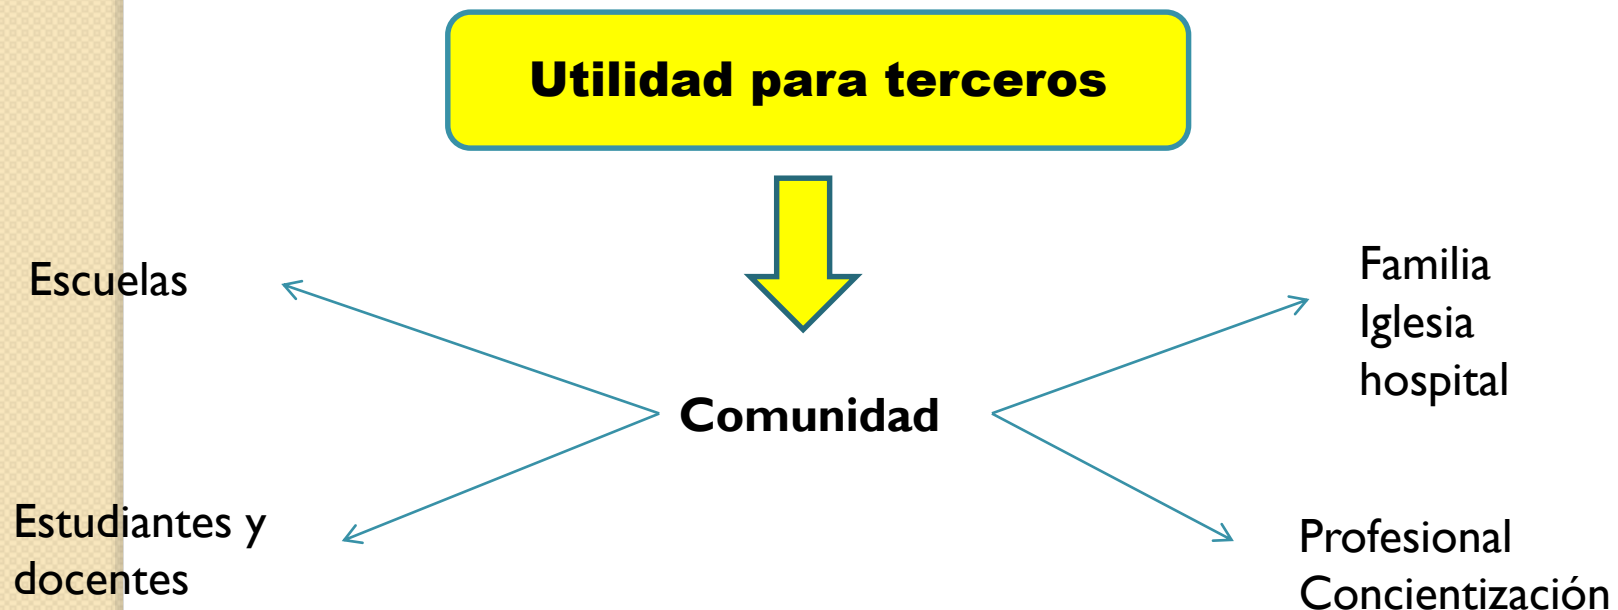 Utilidad para terceros
Escuelas
Familia
Iglesia
hospital
Comunidad
Estudiantes y
docentes
Profesional
Concientización